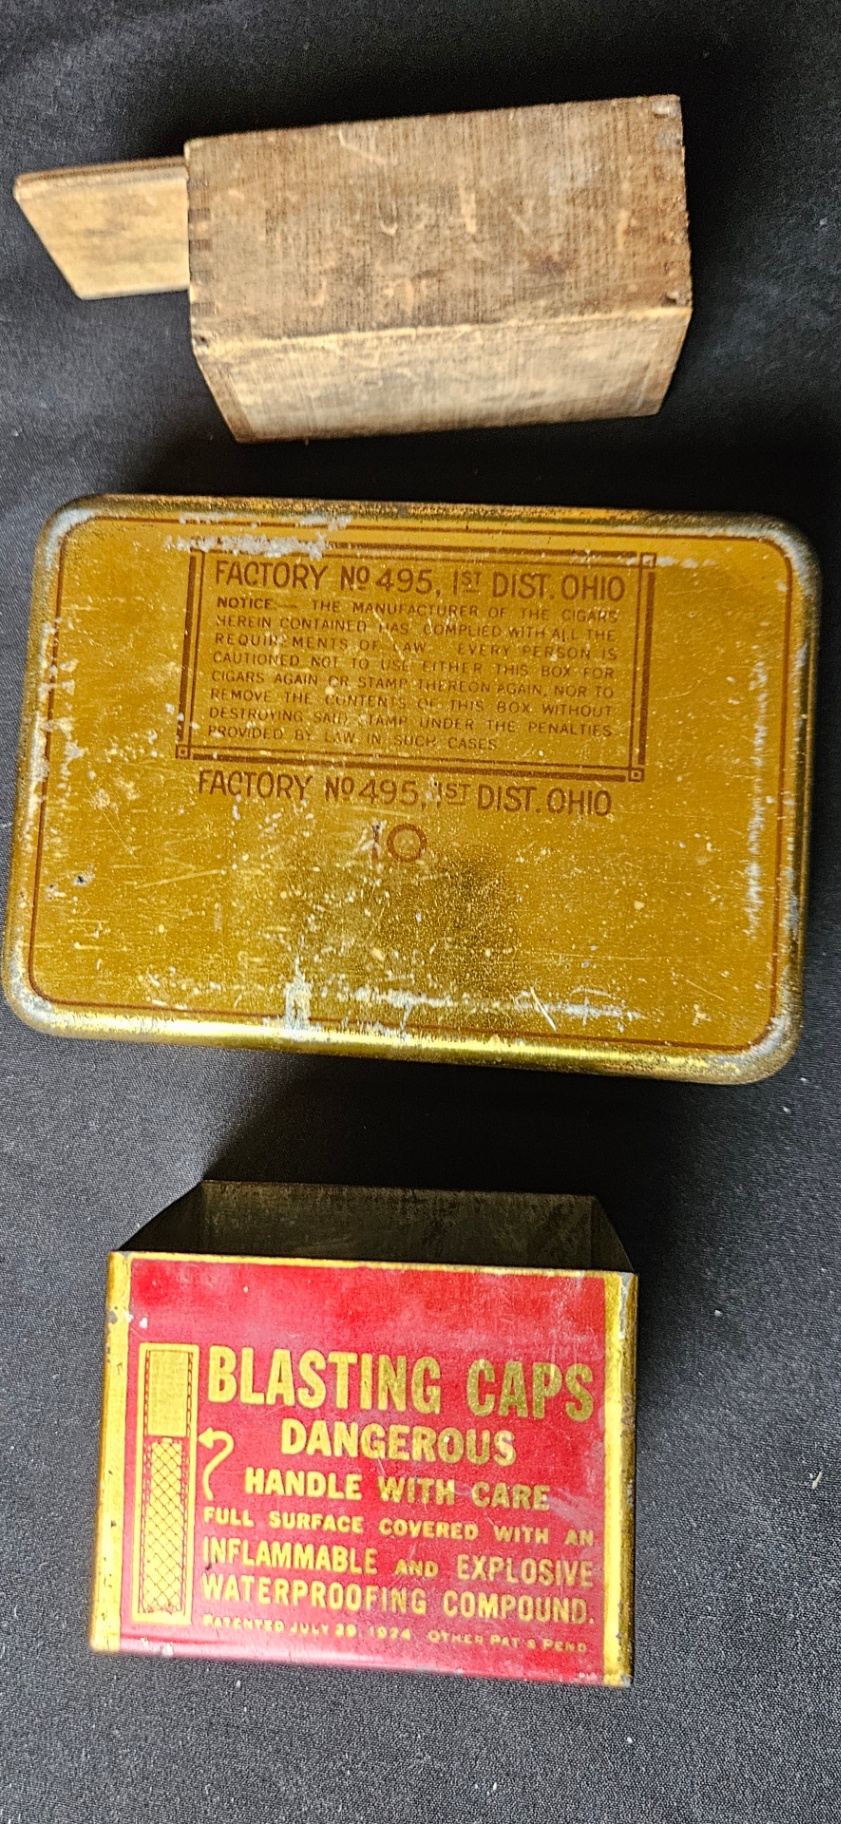 FACTORY Nº 495, 1ST DIST. OHIO
NOTICE— THE MANUFACTURER OF THE CIGARS
HEREIN CONTAINED HAS COMPLIED WITH ALL THE
REQUIREMENTS OF LAW. EVERY PERSON IS
CAUTIONED NOT TO USE EITHER THIS BOX FOR
CIGARS AGAIN OR STAMP THEREON AGAIN, NOR TO
REMOVE THE CONTENTS OF THIS BOX WITHOUT
DESTROYING SAID STAMP UNDER THE PENALTIES
PROVIDED BY LAW IN SUCH CASES
FACTORY Nº 495, 1ST DIST. OHIO
10
BLASTING CAPS
DANGEROUS
HANDLE WITH CARE
FULL SURFACE COVERED WITH AN
INFLAMMABLE AND EXPLOSIVE
WATERPROOFING COMPOUND.
PATENTED JULY 29, 1924 OTHER PAT'S PEND.